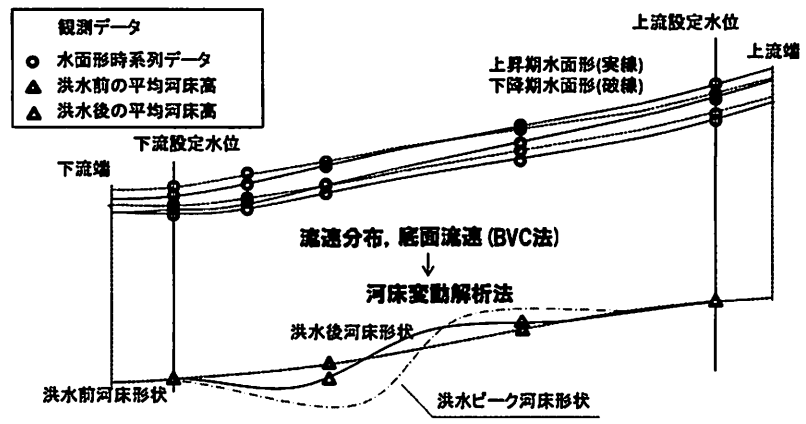 観測データ
水面形時系列データ
洪水前の平均河床高
洪水後の平均河床高
上流設定水位
上流端
上昇期水面形(実線)
下降期水面形(破線)
下流設定水位
下流端
流速分布，底面流速(BVC法)
↓
河床変動解析法
洪水後河床形状
洪水前河床形状
洪水ピーク河床形状